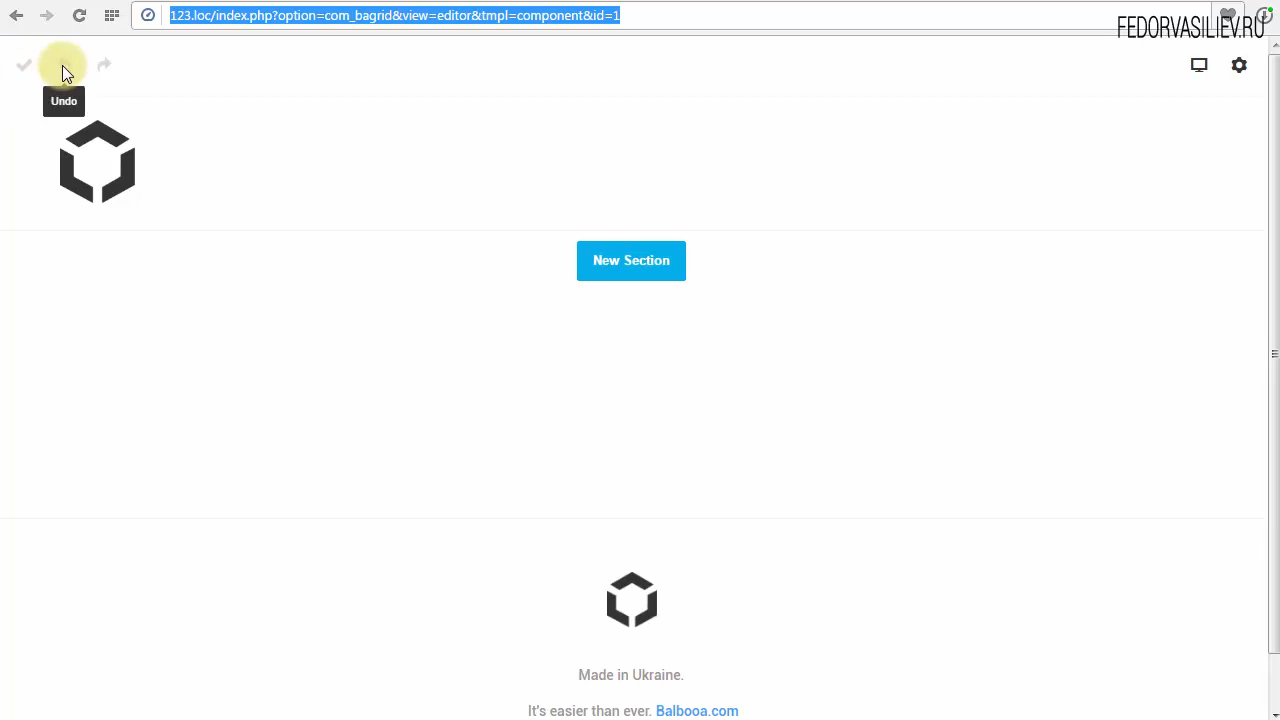 123.loc/index.php?option=com_bagrid&view=editor&tmpl=component&id=1
FEDORVASILIEV.RU
Undo
New Section
Made in Ukraine.
It's easier than ever. Balbooa.com